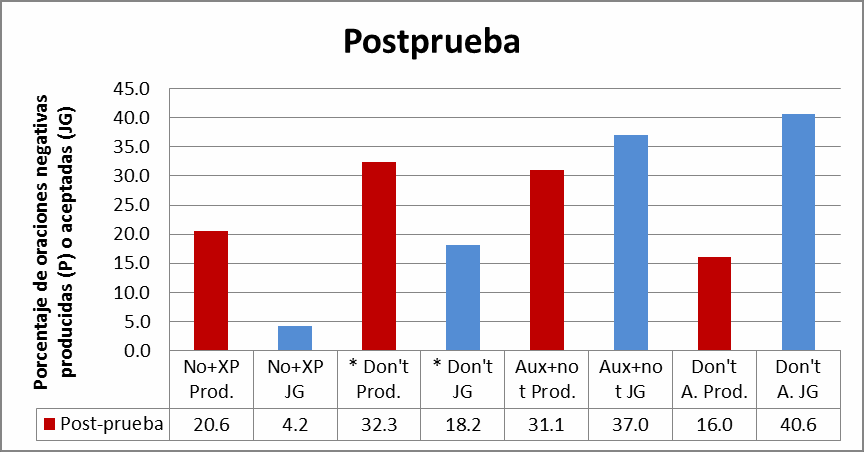 Postprueba
Porcentaje de oraciones negativas
producidas (P) o aceptadas (JG)
45.0
40.0
35.0
30.0
25.0
20.0
15.0
10.0
5.0
0.0
No+XP Prod.
No+XP JG
* Don't Prod.
* Don't JG
Aux+no t Prod.
Aux+no t JG
Don't A. Prod.
Don't A. JG
Post-prueba 20.6 4.2 32.3 18.2 31.1 37.0 16.0 40.6